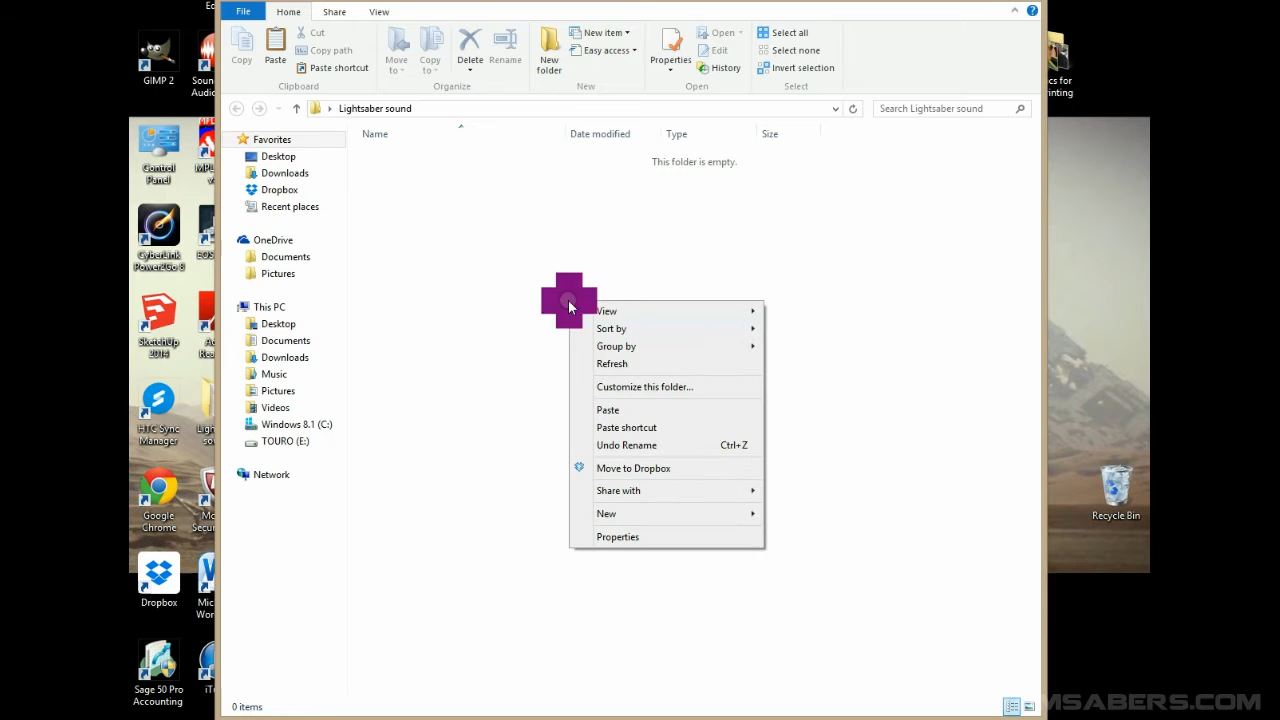 File
Home
Share
View
Copy
Paste
Cut
Copy path
Paste shortcut
Clipboard
Move to
Copy to
Delete
Rename
Organize
New folder
New item
Easy access
New
Properties
Open
Edit
History
Open
Select all
Select none
Invert selection
Select
Lightsaber sound
Search Lightsaber sound
Name
Date modified
Type
Size
This folder is empty.
Favorites
Desktop
Downloads
Dropbox
Recent places
OneDrive
Documents
Pictures
This PC
Desktop
Documents
Downloads
Music
Pictures
Videos
Windows 8.1 (C:)
TOURO (E:)
Network
View
Sort by
Group by
Refresh
Customize this folder...
Paste
Paste shortcut
Undo Rename Ctrl+Z
Move to Dropbox
Share with
New
Properties
0 items
GIMP 2
Control
Panel
CyberLink
Power2Go 8
SketchUp
2014
HTC Sync
Manager
Google
Chrome
Dropbox
Sage 50 Pro
Accounting
Recycle Bin
MSABERS.COM